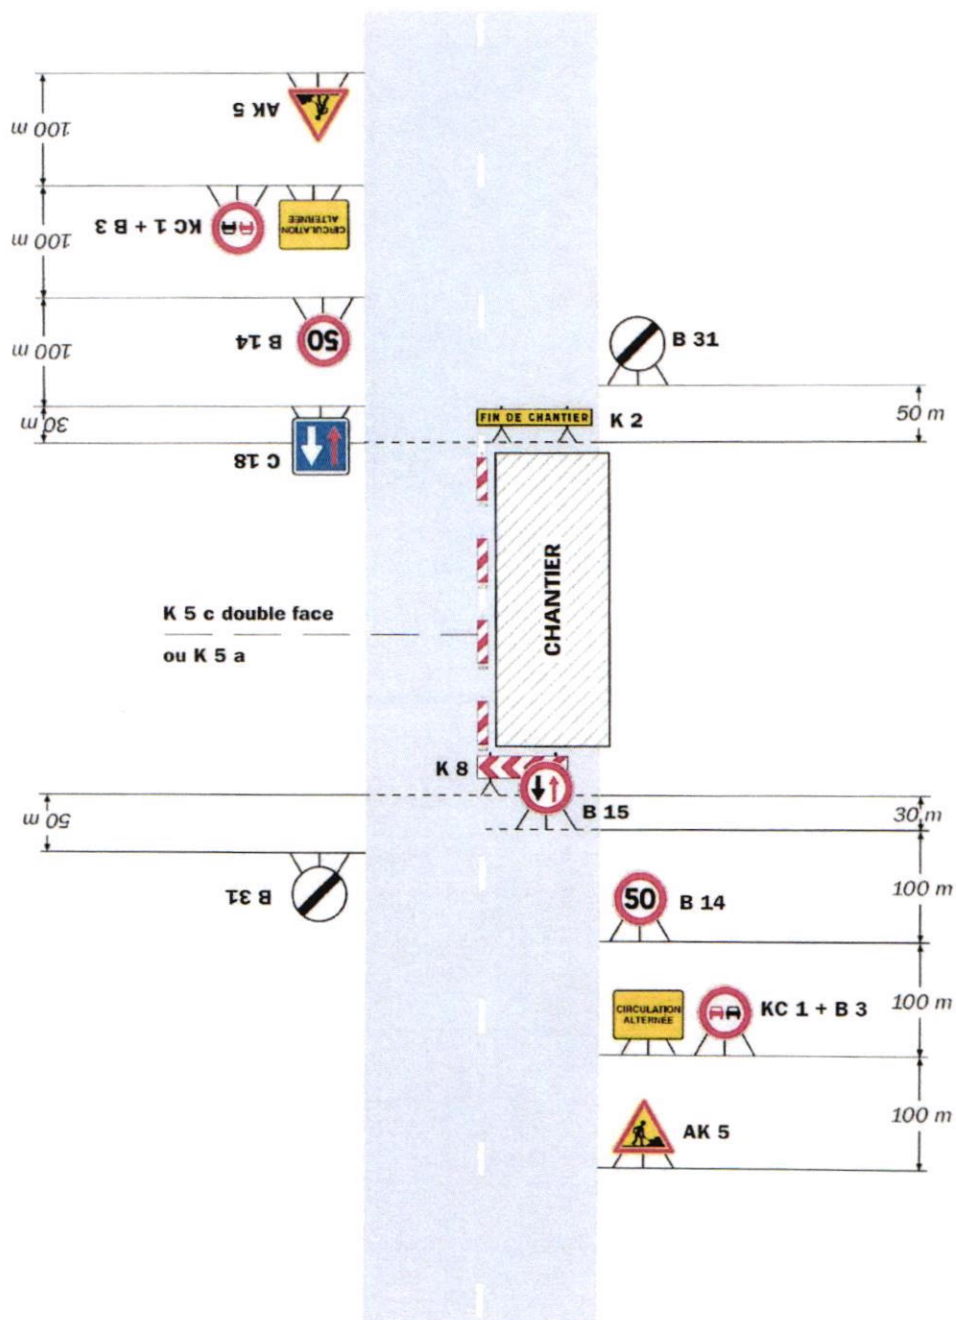 AK 5
100 m
KC 1 + B 3
CIRCULATION
ALTERNÉE
100 m
B 14
50
100 m
B 31
30 m
C 18
FIN DE CHANTIER
K 2
50 m
CHANTIER
K 5 c double face
ou K 5 a
K 8
B 15
50 m
30 m
B 31
50
B 14
100 m
CIRCULATION
ALTERNÉE
KC 1 + B 3
100 m
AK 5
100 m